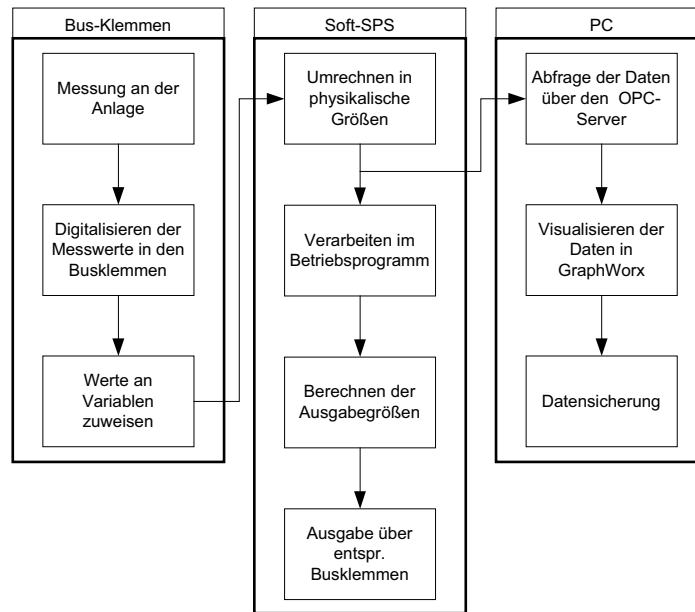 Bus-Klemmen
Messung an der
Anlage
Digitalisieren der
Messwerte in den
Busklemmen
Werte an
Variablen
zuweisen
Soft-SPS
Umrechnen in
physikalische
Größen
Verarbeiten im
Betriebsprogramm
Berechnen der
Ausgabegrößen
Ausgabe über
entspr.
Busklemmen
PC
Abfrage der Daten
über den OPC-
Server
Visualisieren der
Daten in
GraphWorx
Datensicherung